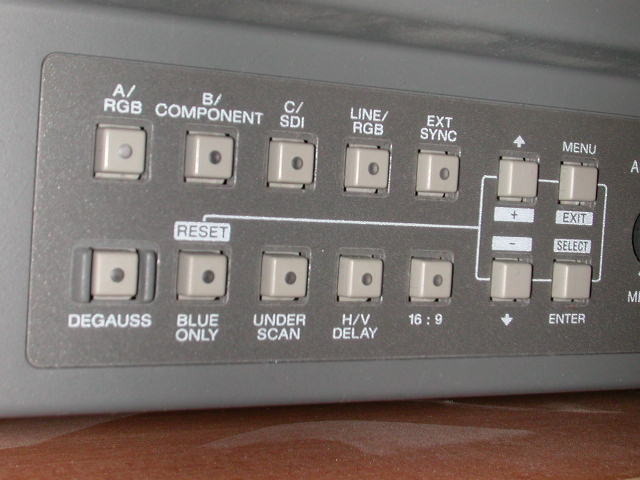 A/
RGB
B/
COMPONENT
C/
SDI
LINE/
RGB
EXT
SYNC
MENU
+
EXIT
RESET
-
SELECT
DEGAUSS
BLUE
ONLY
UNDER
SCAN
H/V
DELAY
16 : 9
ENTER